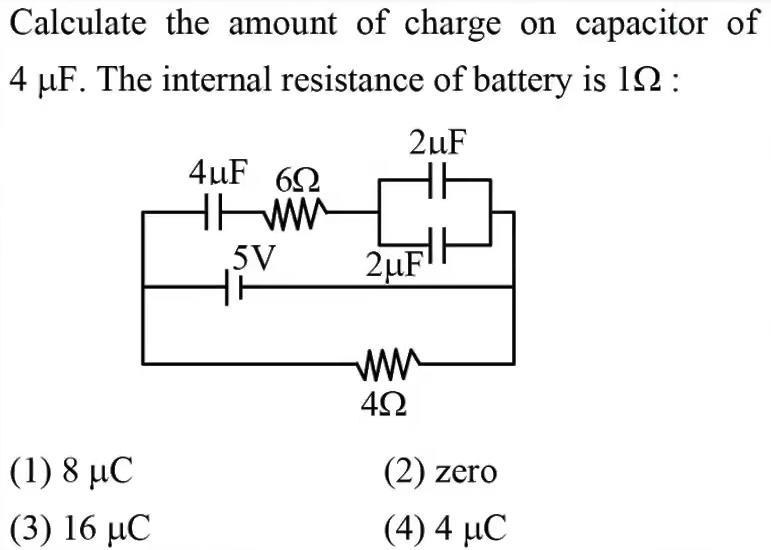 Calculate the amount of charge on capacitor of
4 μF. The internal resistance of battery is 1Ω :
2μF
4μF 6Ω
5V
2μF
4Ω
(1) 8 μC (2) zero
(3) 16 μC (4) 4 μC